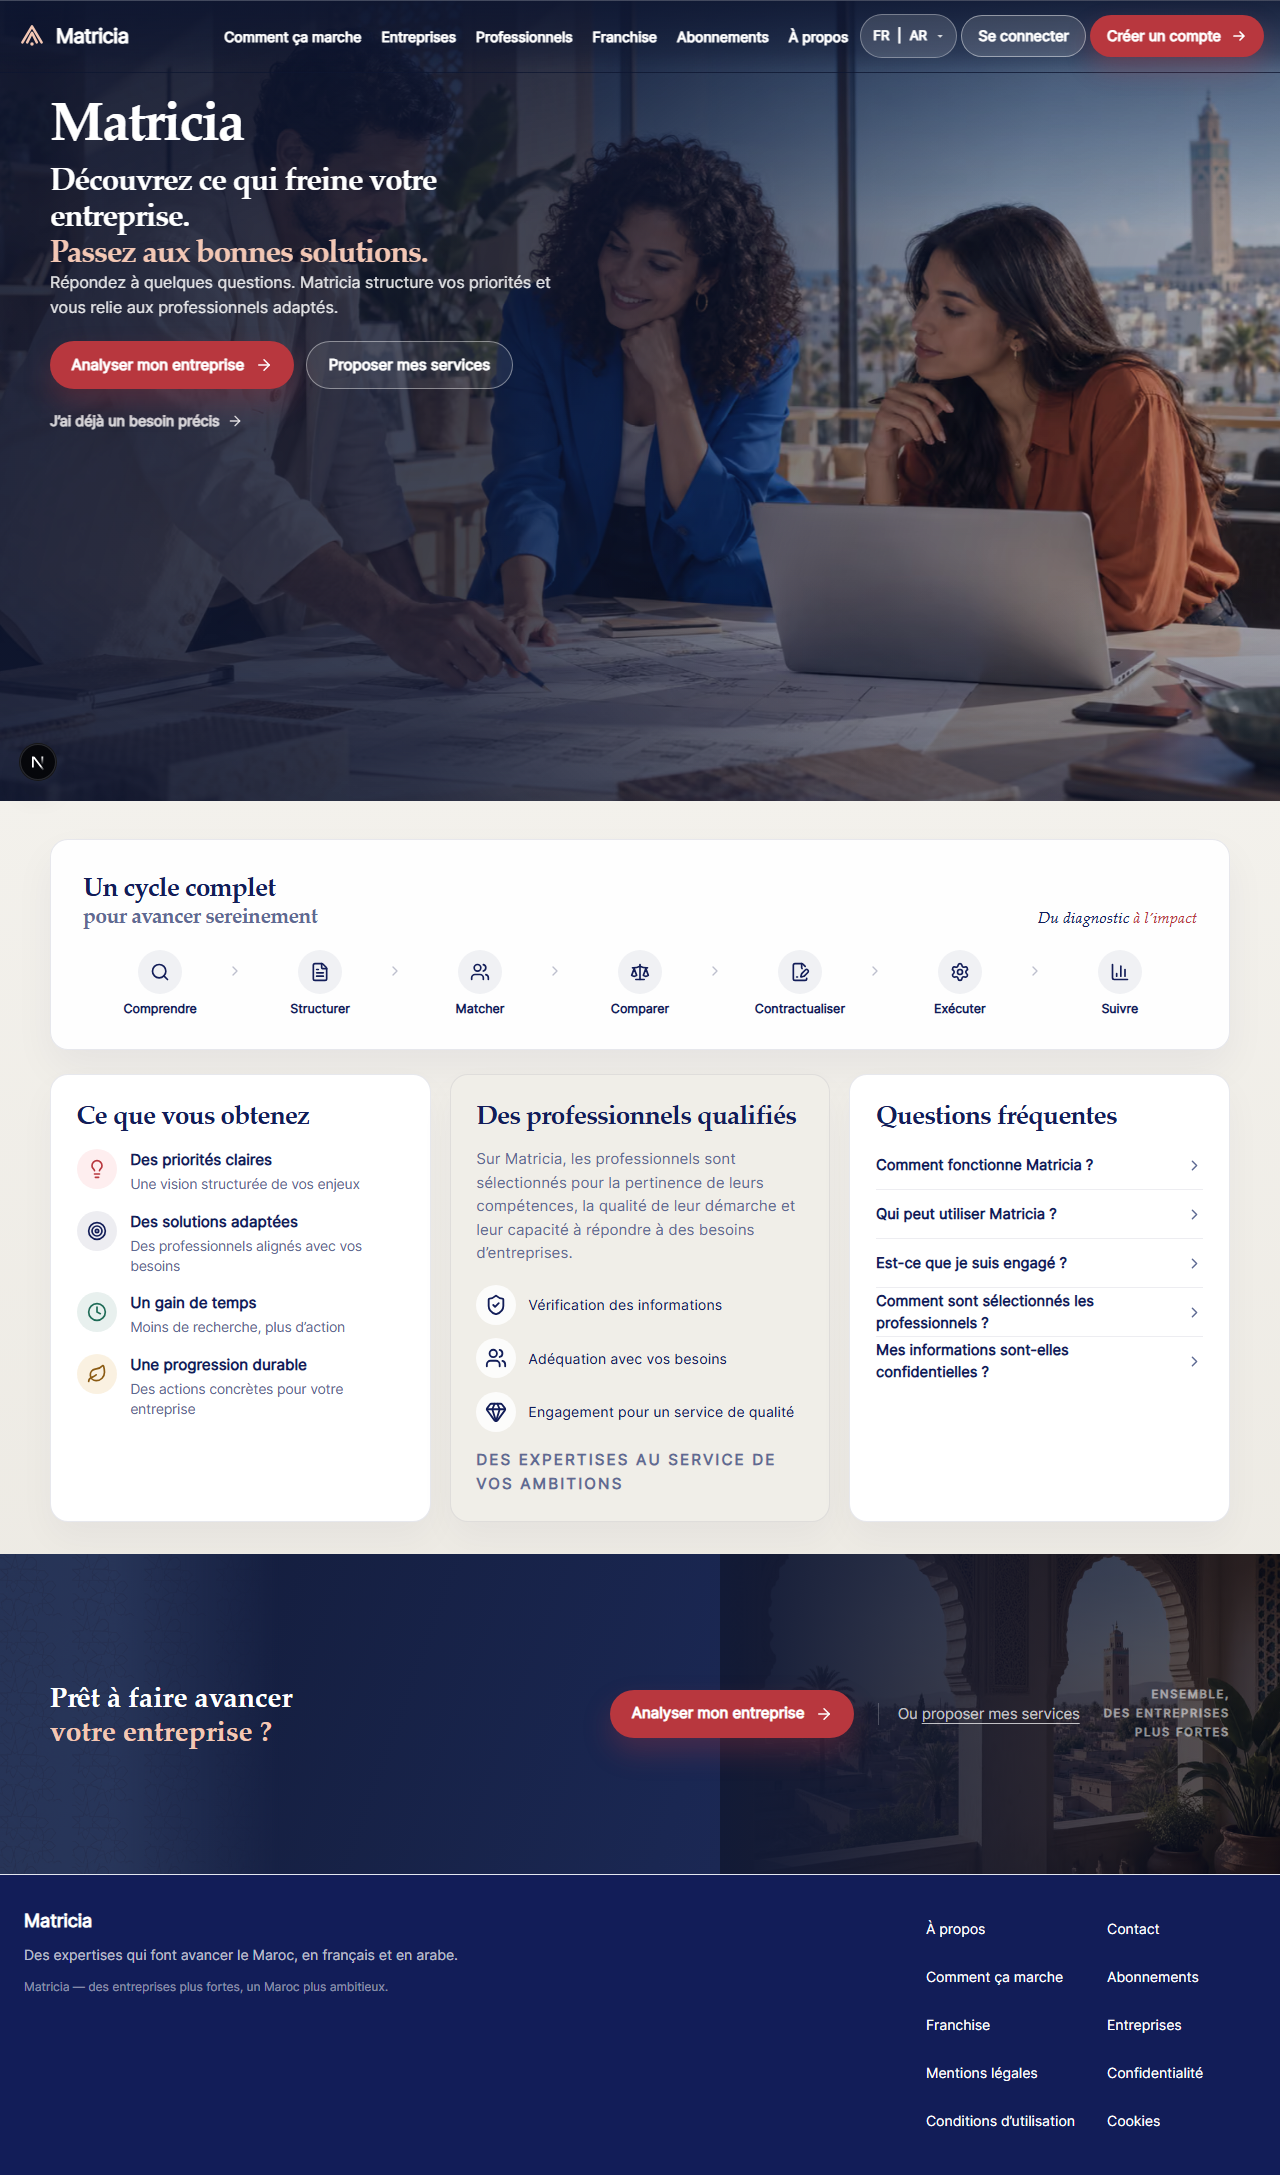 Matricia
Comment ça marche
Entreprises
Professionnels
Franchise
Abonnements
À propos
FR | AR
Se connecter
Créer un compte
Matricia
Découvrez ce qui freine votre
entreprise.
Passez aux bonnes solutions.
Répondez à quelques questions. Matricia structure vos priorités et
vous relie aux professionnels adaptés.
Analyser mon entreprise
Proposer mes services
J’ai déjà un besoin précis
N
Un cycle complet
pour avancer sereinement
Du diagnostic à l’impact
Comprendre
Structurer
Matcher
Comparer
Contractualiser
Exécuter
Suivre
Ce que vous obtenez
Des priorités claires
Une vision structurée de vos enjeux
Des solutions adaptées
Des professionnels alignés avec vos
besoins
Un gain de temps
Moins de recherche, plus d’action
Une progression durable
Des actions concrètes pour votre
entreprise
Des professionnels qualifiés
Sur Matricia, les professionnels sont
sélectionnés pour la pertinence de leurs
compétences, la qualité de leur démarche et
leur capacité à répondre à des besoins
d’entreprises.
Vérification des informations
Adéquation avec vos besoins
Engagement pour un service de qualité
DES EXPERTISES AU SERVICE DE
VOS AMBITIONS
Questions fréquentes
Comment fonctionne Matricia ?
Qui peut utiliser Matricia ?
Est-ce que je suis engagé ?
Comment sont sélectionnés les
professionnels ?
Mes informations sont-elles
confidentielles ?
Prêt à faire avancer
votre entreprise ?
Analyser mon entreprise
Ou proposer mes services
ENSEMBLE,
DES ENTREPRISES
PLUS FORTES
Matricia
Des expertises qui font avancer le Maroc, en français et en arabe.
Matricia — des entreprises plus fortes, un Maroc plus ambitieux.
À propos
Contact
Comment ça marche
Abonnements
Franchise
Entreprises
Mentions légales
Confidentialité
Conditions d’utilisation
Cookies